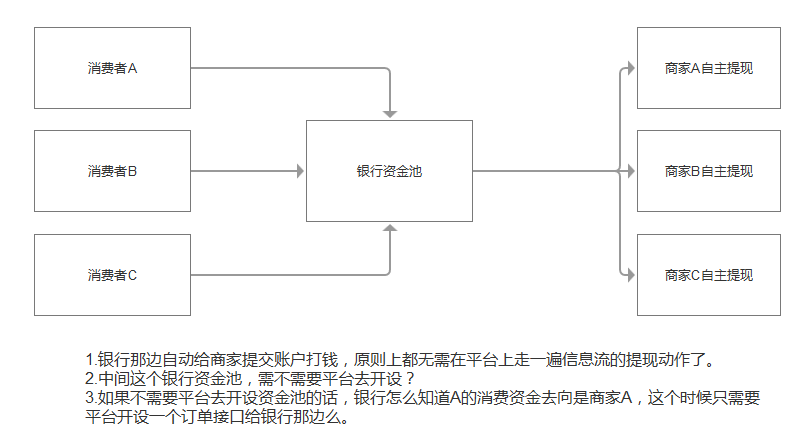 消费者A
商家A自主提现
消费者B
银行资金池
商家B自主提现
消费者C
商家C自主提现
1.银行那边自动给商家提交账户打钱，原则上都无需在平台上走一遍信息流的提现动作了。
2.中间这个银行资金池，需不需要平台去开设？
3.如果不需要平台去开设资金池的话，银行怎么知道A的消费资金去向是商家A，这个时候只需要
平台开设一个订单接口给银行那边么。